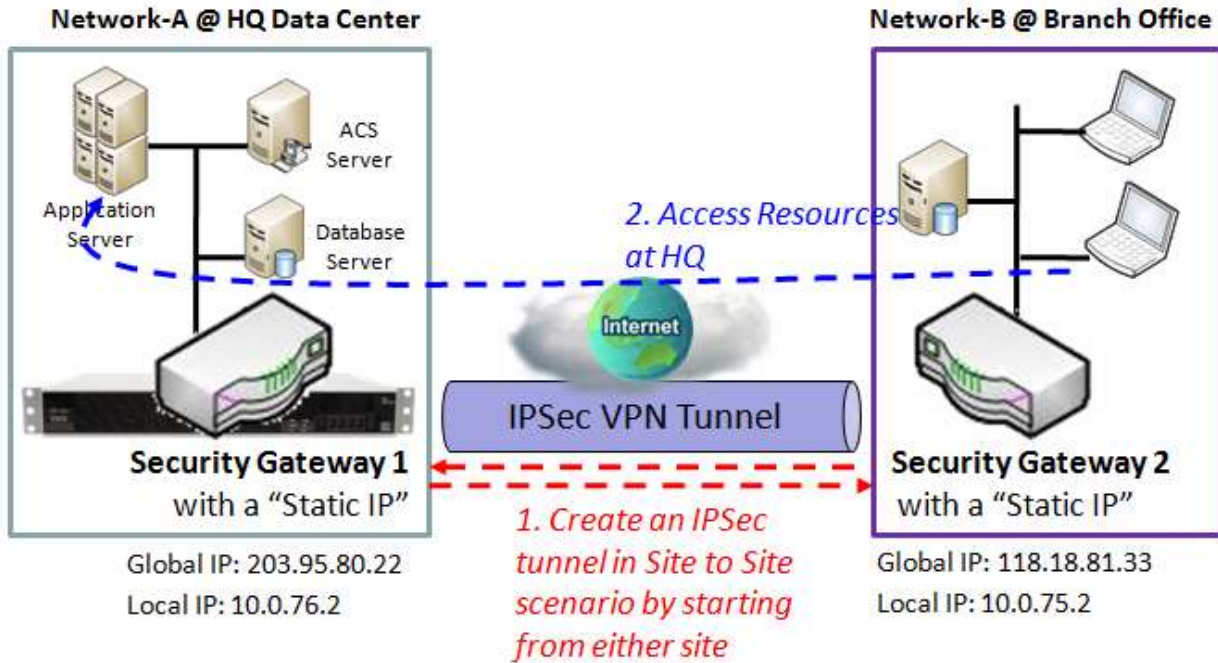 Network-A @ HQ Data Center
Network-B @ Branch Office
ACS
Server
Application
Server
Database
Server
2. Access Resources
at HQ
Internet
IPSec VPN Tunnel
Security Gateway 1
with a “Static IP”
Security Gateway 2
with a “Static IP”
1. Create an IPSec
tunnel in Site to Site
scenario by starting
from either site
Global IP: 203.95.80.22
Local IP: 10.0.76.2
Global IP: 118.18.81.33
Local IP: 10.0.75.2